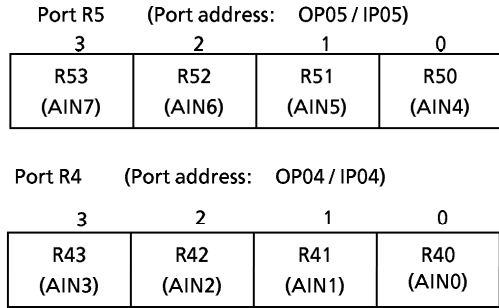 Port R5 (Port address: OP05 / IP05)
3 2 1 0
R53 R52 R51 R50
(AIN7) (AIN6) (AIN5) (AIN4)
Port R4 (Port address: OP04 / IP04)
3 2 1 0
R43 R42 R41 R40
(AIN3) (AIN2) (AIN1) (AIN0)